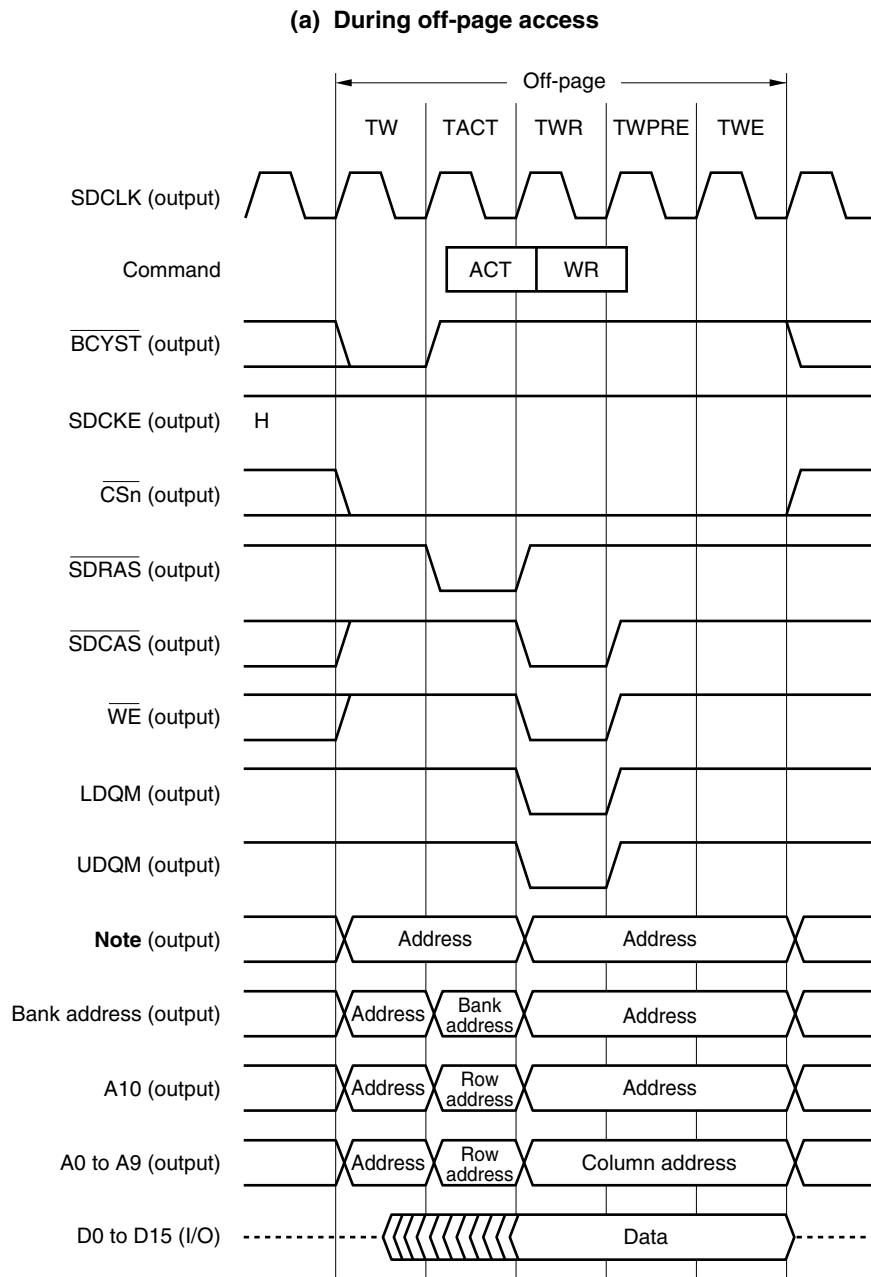 (a) During off-page access
Off-page
TW TACT TWR TWPRE TWE
SDCLK (output)
Command ACT WR
BCYST (output)
SDCKE (output) H
CSn (output)
SDRAS (output)
SDCAS (output)
WE (output)
LDQM (output)
UDQM (output)
Note (output) Address Address
Bank address (output) Address Bank address Address
A10 (output) Address Row address Address
A0 to A9 (output) Address Row address Column address
D0 to D15 (I/O) Data